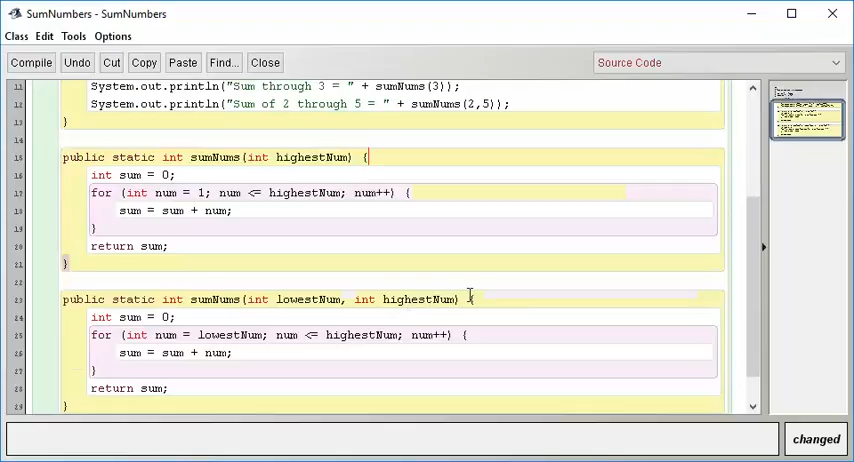 SumNumbers - SumNumbers
Class Edit Tools Options
Compile Undo Cut Copy Paste Find... Close Source Code
11 System.out.println("Sum through 3 = " + sumNums(3));
12 System.out.println("Sum of 2 through 5 = " + sumNums(2,5));
13 }
14
15 public static int sumNums(int highestNum) {
16 int sum = 0;
17 for (int num = 1; num <= highestNum; num++) {
18 sum = sum + num;
19 }
20 return sum;
21 }
22
23 public static int sumNums(int lowestNum, int highestNum) {
24 int sum = 0;
25 for (int num = lowestNum; num <= highestNum; num++) {
26 sum = sum + num;
27 }
28 return sum;
29 }
changed